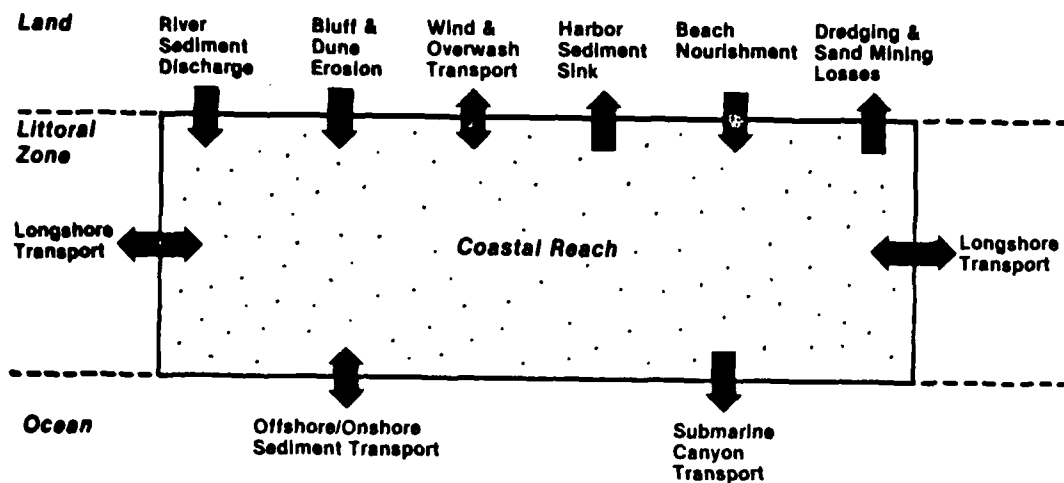 Land
River
Sediment
Discharge
Bluff &
Dune
Erosion
Wind &
Overwash
Transport
Harbor
Sediment
Sink
Beach
Nourishment
Dredging &
Sand Mining
Losses
Littoral
Zone
Longshore
Transport
Coastal Reach
Longshore
Transport
Ocean
Offshore/Onshore
Sediment Transport
Submarine
Canyon
Transport